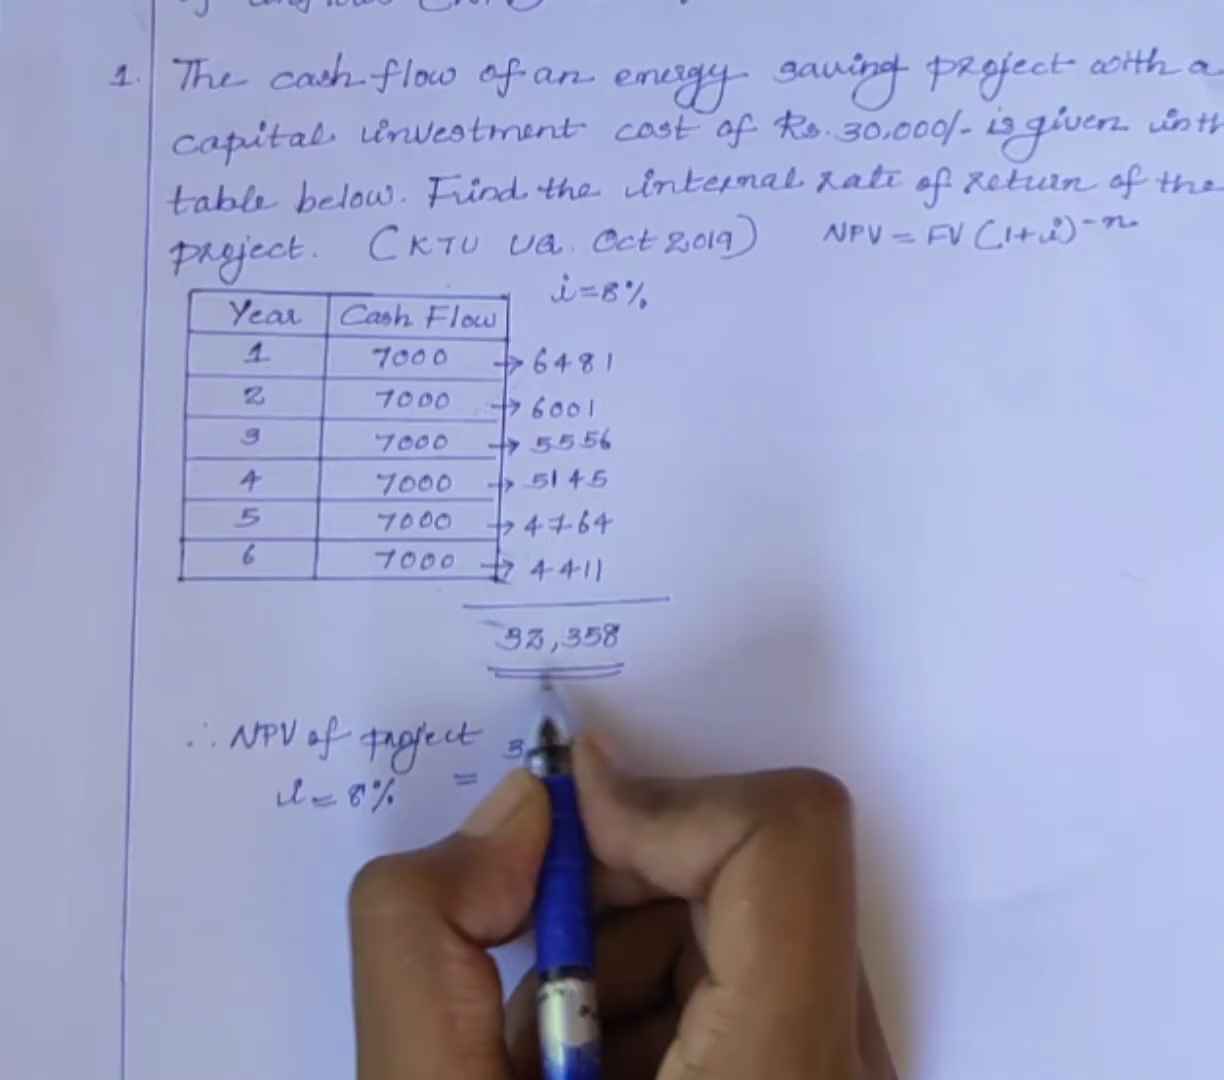 1. The cash flow of an energy saving project with a
capital investment cost of Rs. 30,000/- is given in th
table below. Find the internal rate of return of the
project. (KTU UQ. Oct 2019) NPV = FV (1+i)^-n
i=8%
Year Cash Flow
1 7000 → 6481
2 7000 → 6001
3 7000 → 5556
4 7000 → 5145
5 7000 → 4764
6 7000 → 4411
32,358
∴ NPV of project 3
i = 8% =